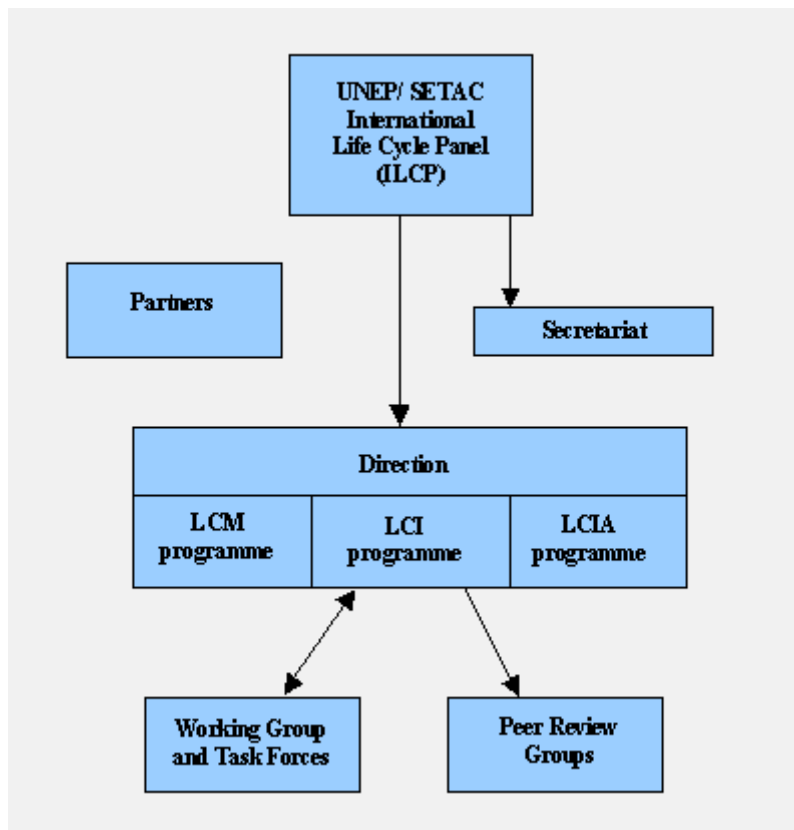 UNEP/ SETAC
International
Life Cycle Panel
(ILCP)
Partners
Secretariat
Direction
LCM
programme
LCI
programme
LCIA
programme
Working Group
and Task Forces
Peer Review
Groups